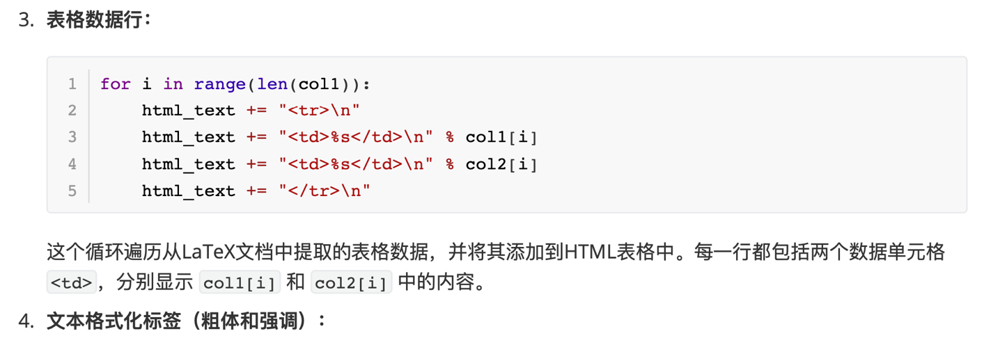 3. 表格数据行：
1 for i in range(len(col1)):
2 html_text += "<tr>\n"
3 html_text += "<td>%s</td>\n" % col1[i]
4 html_text += "<td>%s</td>\n" % col2[i]
5 html_text += "</tr>\n"
这个循环遍历从LaTeX文档中提取的表格数据，并将其添加到HTML表格中。每一行都包括两个数据单元格
<td>，分别显示 col1[i] 和 col2[i] 中的内容。
4. 文本格式化标签（粗体和强调）：